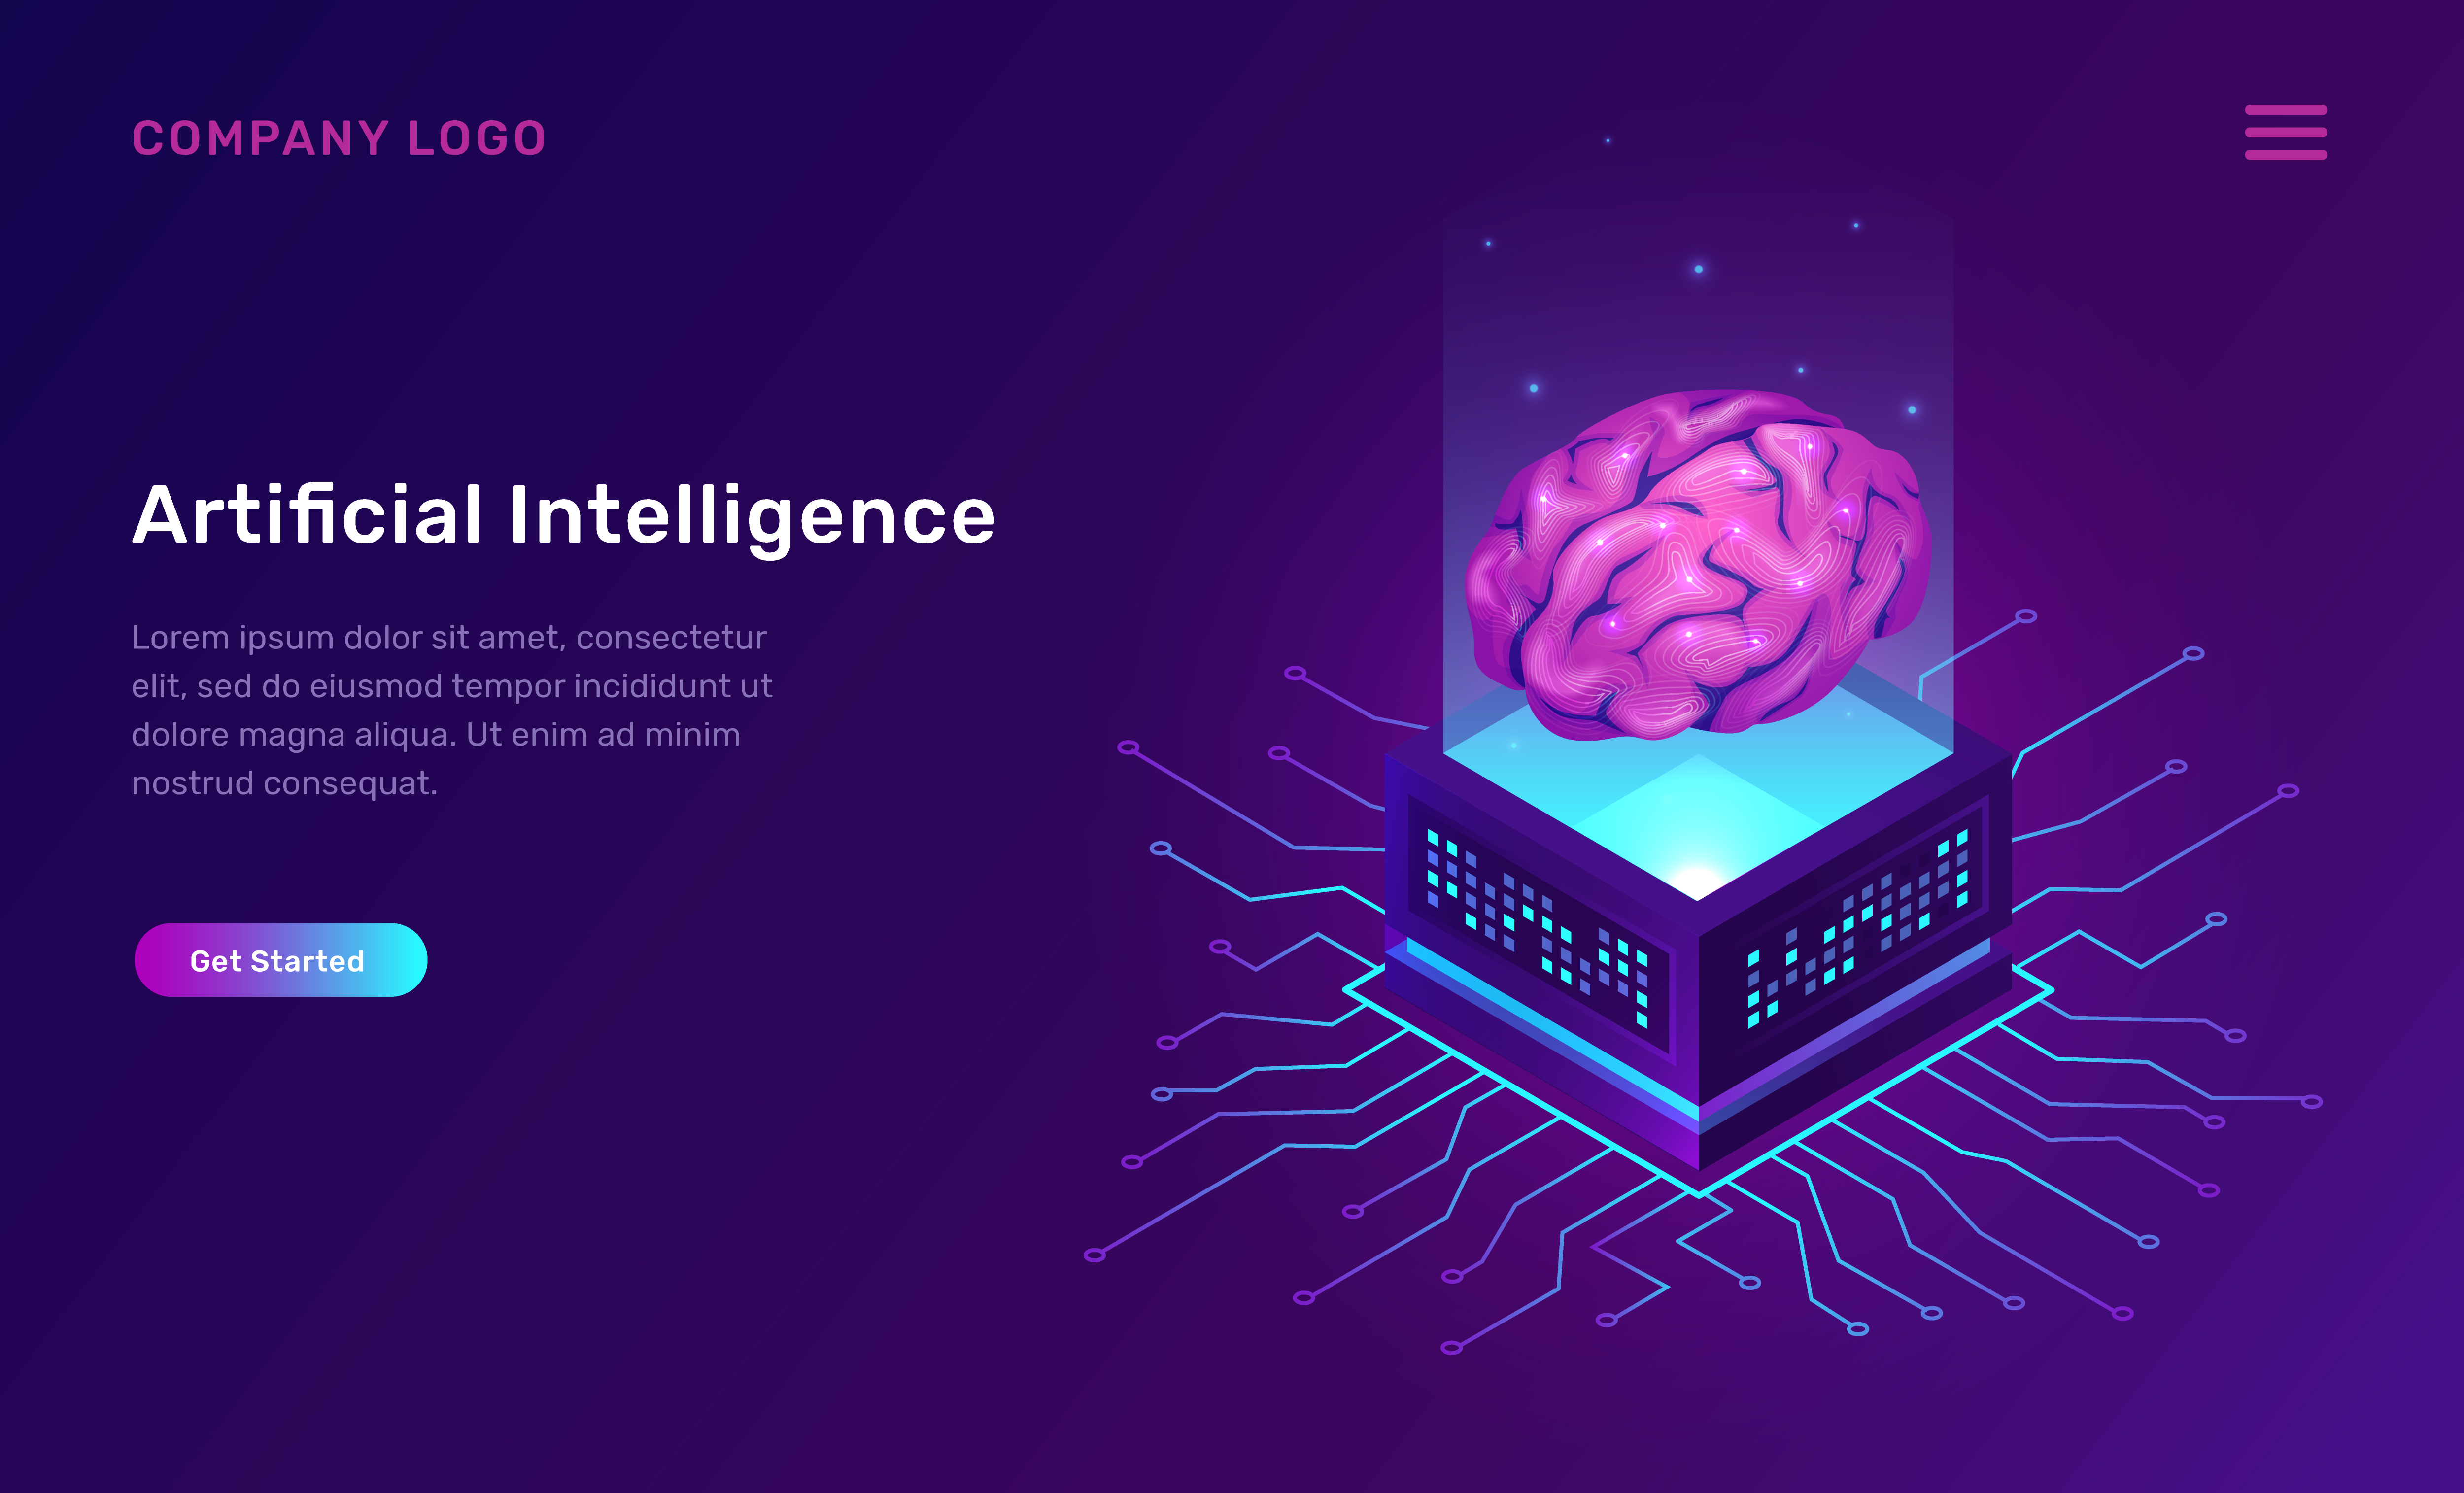 COMPANY LOGO
Artificial Intelligence
Lorem ipsum dolor sit amet, consectetur
elit, sed do eiusmod tempor incididunt ut
dolore magna aliqua. Ut enim ad minim
nostrud consequat.
Get Started